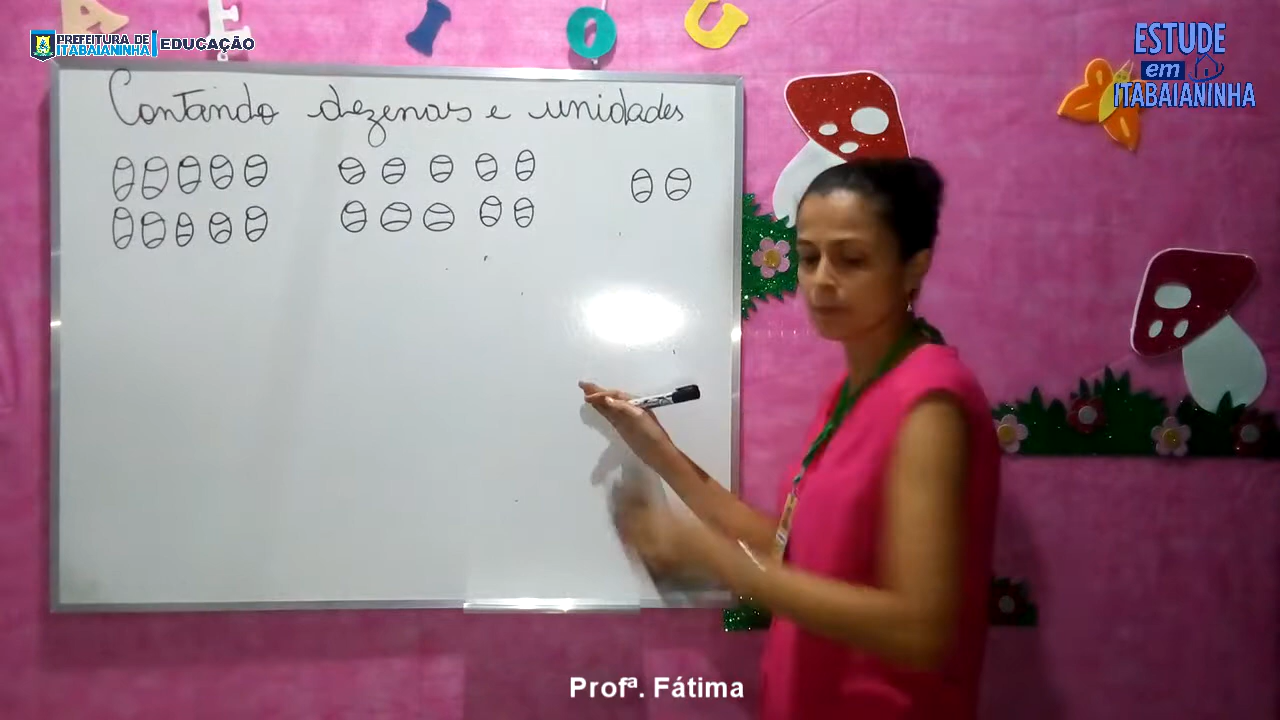 A E I O U
PREFEITURA DE
ITABAIANINHA
EDUCAÇÃO
ESTUDE
em
ITABAIANINHA
Contando dezenas e unidades
Profª. Fátima